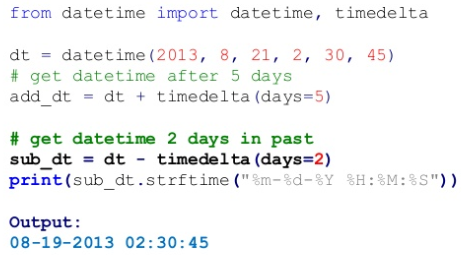 from datetime import datetime, timedelta
dt = datetime(2013, 8, 21, 2, 30, 45)
# get datetime after 5 days
add_dt = dt + timedelta(days=5)
# get datetime 2 days in past
sub_dt = dt - timedelta(days=2)
print(sub_dt.strftime("%m-%d-%Y %H:%M:%S"))
Output:
08-19-2013 02:30:45